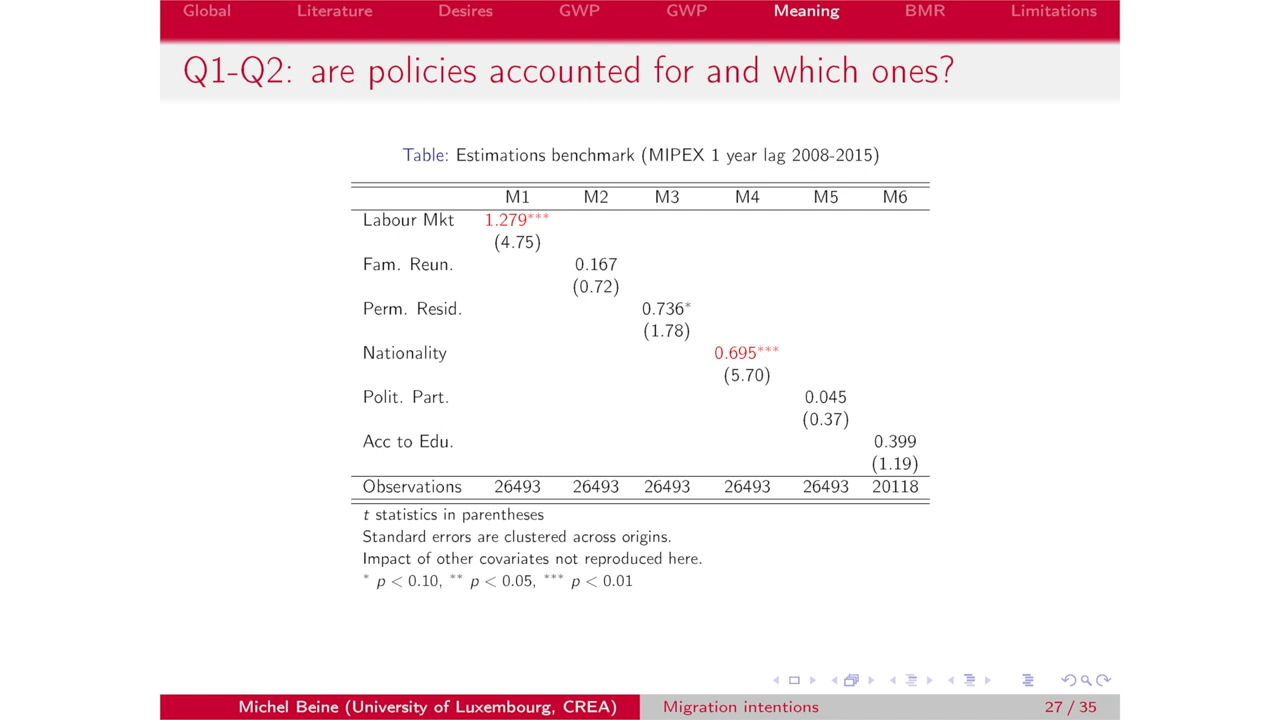 Global Literature Desires GWP GWP Meaning BMR Limitations
Q1-Q2: are policies accounted for and which ones?
Table: Estimations benchmark (MIPEX 1 year lag 2008-2015)
M1 M2 M3 M4 M5 M6
Labour Mkt 1.279***
(4.75)
Fam. Reun. 0.167
(0.72)
Perm. Resid. 0.736*
(1.78)
Nationality 0.695***
(5.70)
Polit. Part. 0.045
(0.37)
Acc to Edu. 0.399
(1.19)
Observations 26493 26493 26493 26493 26493 20118
t statistics in parentheses
Standard errors are clustered across origins.
Impact of other covariates not reproduced here.
* p < 0.10, ** p < 0.05, *** p < 0.01
Michel Beine (University of Luxembourg, CREA) Migration intentions 27 / 35